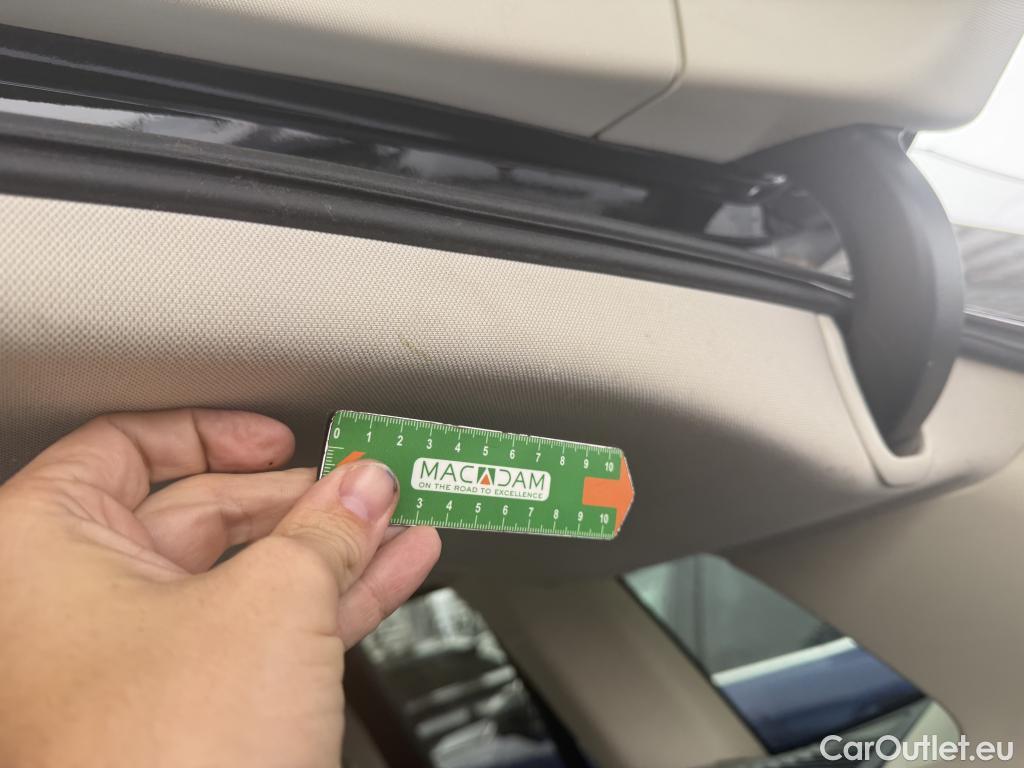 0 1 2 3 4 5 6 7 8 9 10
MACADAM
ON THE ROAD TO EXCELLENCE
3 4 5 6 7 8 9 10
CarOutlet.eu